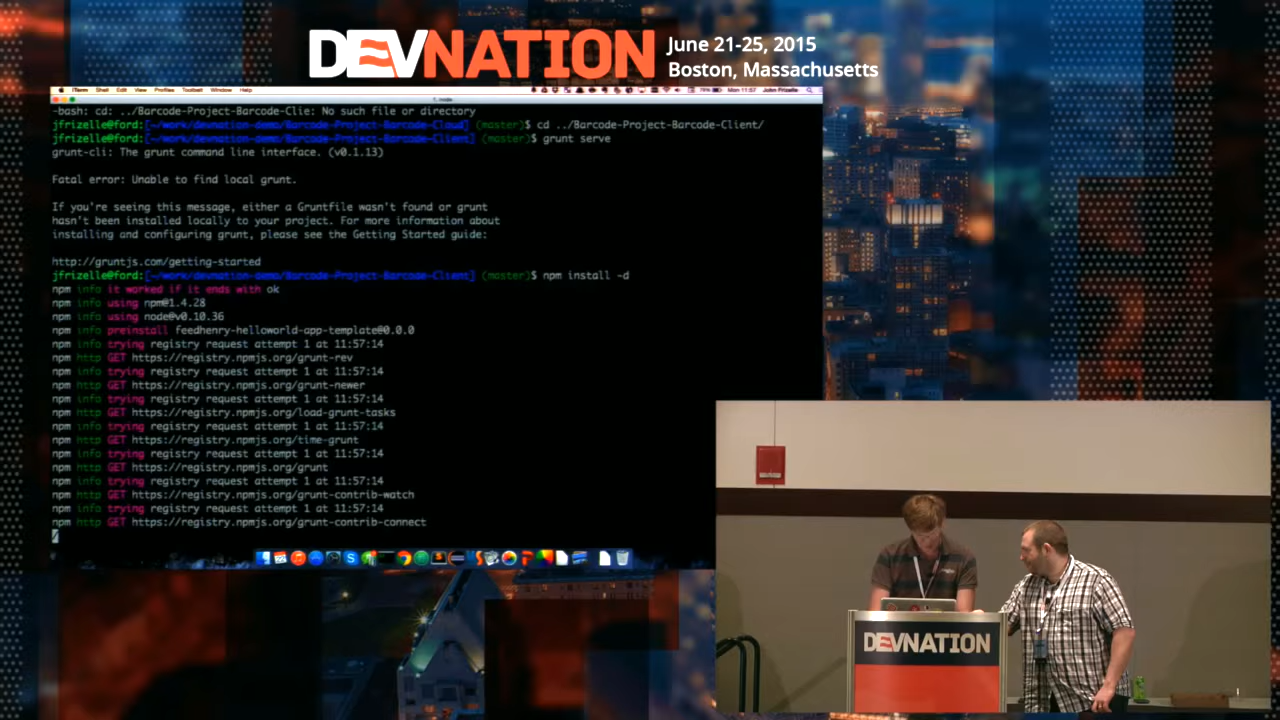 DEVNATION
June 21-25, 2015
Boston, Massachusetts
iTerm Shell Edit View Profiles Toolbelt Window Help
-bash: cd: ../Barcode-Project-Barcode-Clie: No such file or directory
jfrizelle@ford:[~/work/devnation-demo/Barcode-Project-Barcode-Cloud] (master)$ cd ../Barcode-Project-Barcode-Client/
jfrizelle@ford:[~/work/devnation-demo/Barcode-Project-Barcode-Client] (master)$ grunt serve
grunt-cli: The grunt command line interface. (v0.1.13)
Fatal error: Unable to find local grunt.
If you're seeing this message, either a Gruntfile wasn't found or grunt
hasn't been installed locally to your project. For more information about
installing and configuring grunt, please see the Getting Started guide:
http://gruntjs.com/getting-started
jfrizelle@ford:[~/work/devnation-demo/Barcode-Project-Barcode-Client] (master)$ npm install -d
npm info it worked if it ends with ok
npm info using npm@1.4.28
npm info using node@v0.10.36
npm info preinstall feedhenry-helloworld-app-template@0.0.0
npm info trying registry request attempt 1 at 11:57:14
npm http GET https://registry.npmjs.org/grunt-rev
npm info trying registry request attempt 1 at 11:57:14
npm http GET https://registry.npmjs.org/grunt-newer
npm info trying registry request attempt 1 at 11:57:14
npm http GET https://registry.npmjs.org/load-grunt-tasks
npm info trying registry request attempt 1 at 11:57:14
npm http GET https://registry.npmjs.org/time-grunt
npm info trying registry request attempt 1 at 11:57:14
npm http GET https://registry.npmjs.org/grunt
npm info trying registry request attempt 1 at 11:57:14
npm http GET https://registry.npmjs.org/grunt-contrib-watch
npm info trying registry request attempt 1 at 11:57:14
npm http GET https://registry.npmjs.org/grunt-contrib-connect
/
DEVNATION